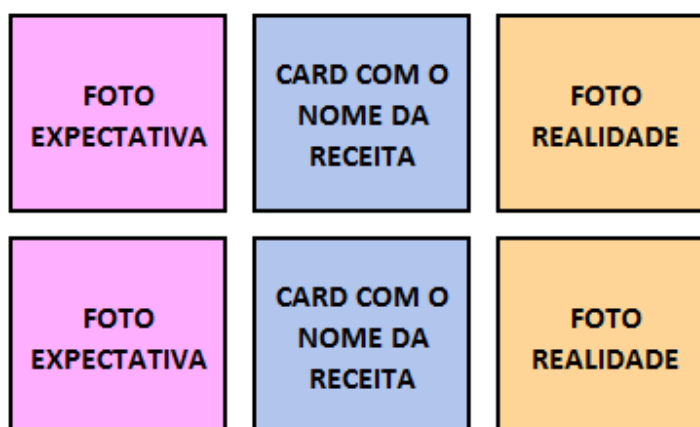 FOTO
EXPECTATIVA
CARD COM O
NOME DA
RECEITA
FOTO
REALIDADE
FOTO
EXPECTATIVA
CARD COM O
NOME DA
RECEITA
FOTO
REALIDADE